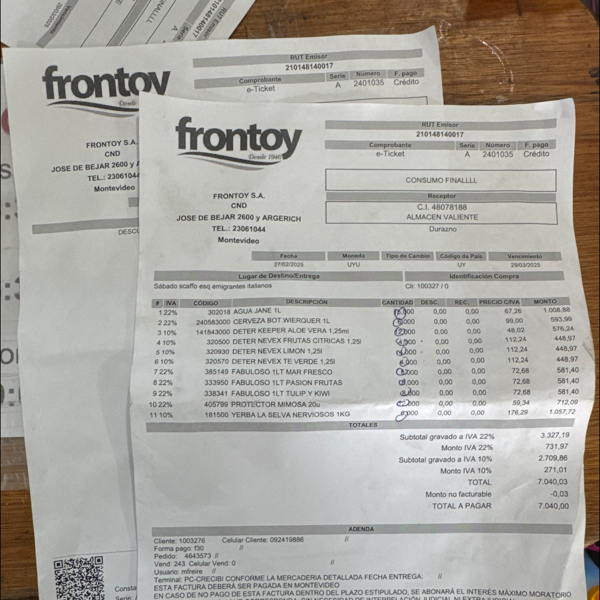 RUT Emisor
210148140017
Comprobante Serie Número F. pago
e-Ticket A 2401035 Crédito
frontoy
Desde
FRONTOY S.A.
CND
JOSE DE BEJAR 2600 y
TEL.: 23061044
Montevideo
frontoy
Desde 1946
RUT Emisor
210148140017
Comprobante Serie Número F. pago
e-Ticket A 2401035 Crédito
CONSUMO FINALLLL
Receptor
C.I. 48078188
ALMACEN VALIENTE
Durazno
FRONTOY S.A.
CND
JOSE DE BEJAR 2600 y ARGERICH
TEL.: 23061044
Montevideo
Fecha Moneda Tipo de Cambio Código de País Vencimiento
27/02/2025 UYU UY 29/03/2025
Lugar de Destino/Entrega Identificación Compra
Sábado scaffo esq emigrantes italianos Cli: 100327 / 0
# IVA CÓDIGO DESCRIPCIÓN CANTIDAD DESC. REC. PRECIO C/IVA MONTO
1 22% 302018 AGUA JANE 1L 0,00 0,00 67,26 1.008,88
2 22% 240583000 CERVEZA BOT.WIERQUER 1L 0,00 0,00 99,00 593,99
3 10% 141843000 DETER KEEPER ALOE VERA 1,25ml 0,00 0,00 48,02 576,24
4 10% 320500 DETER NEVEX FRUTAS CITRICAS 1,25l 0,00 0,00 112,24 448,97
5 10% 320930 DETER NEVEX LIMON 1,25l 0,00 0,00 112,24 448,97
6 10% 320570 DETER NEVEX TE VERDE 1,25l 0,00 0,00 112,24 448,97
7 22% 385149 FABULOSO 1LT MAR FRESCO 0,00 0,00 72,68 581,40
8 22% 333950 FABULOSO 1LT PASION FRUTAS 0,00 0,00 72,68 581,40
9 22% 338341 FABULOSO 1LT TULIP Y KIWI 0,00 0,00 72,68 581,40
10 22% 405799 PROTECTOR MIMOSA 20u 0,00 0,00 59,34 712,09
11 10% 181500 YERBA LA SELVA NERVIOSOS 1KG 0,00 0,00 176,29 1.057,72
TOTALES
Subtotal gravado a IVA 22% 3.327,19
Monto IVA 22% 731,97
Subtotal gravado a IVA 10% 2.709,86
Monto IVA 10% 271,01
TOTAL 7.040,03
Monto no facturable -0,03
TOTAL A PAGAR 7.040,00
ADENDA
Cliente: 1003276 Celular Cliente: 092419886 //
Forma pago: f30 //
Pedido: 4643573 //
Vend: 243 Celular Vend: 0 //
Usuario: mfreire //
Terminal: PC-CRECIBI CONFORME LA MERCADERIA DETALLADA FECHA ENTREGA: //
ESTA FACTURA DEBERÁ SER PAGADA EN MONTEVIDEO
EN CASO DE NO PAGO DE ESTA FACTURA DENTRO DEL PLAZO ESTIPULADO, SE ABONARÁ EL INTERÉS MÁXIMO MORATORIO